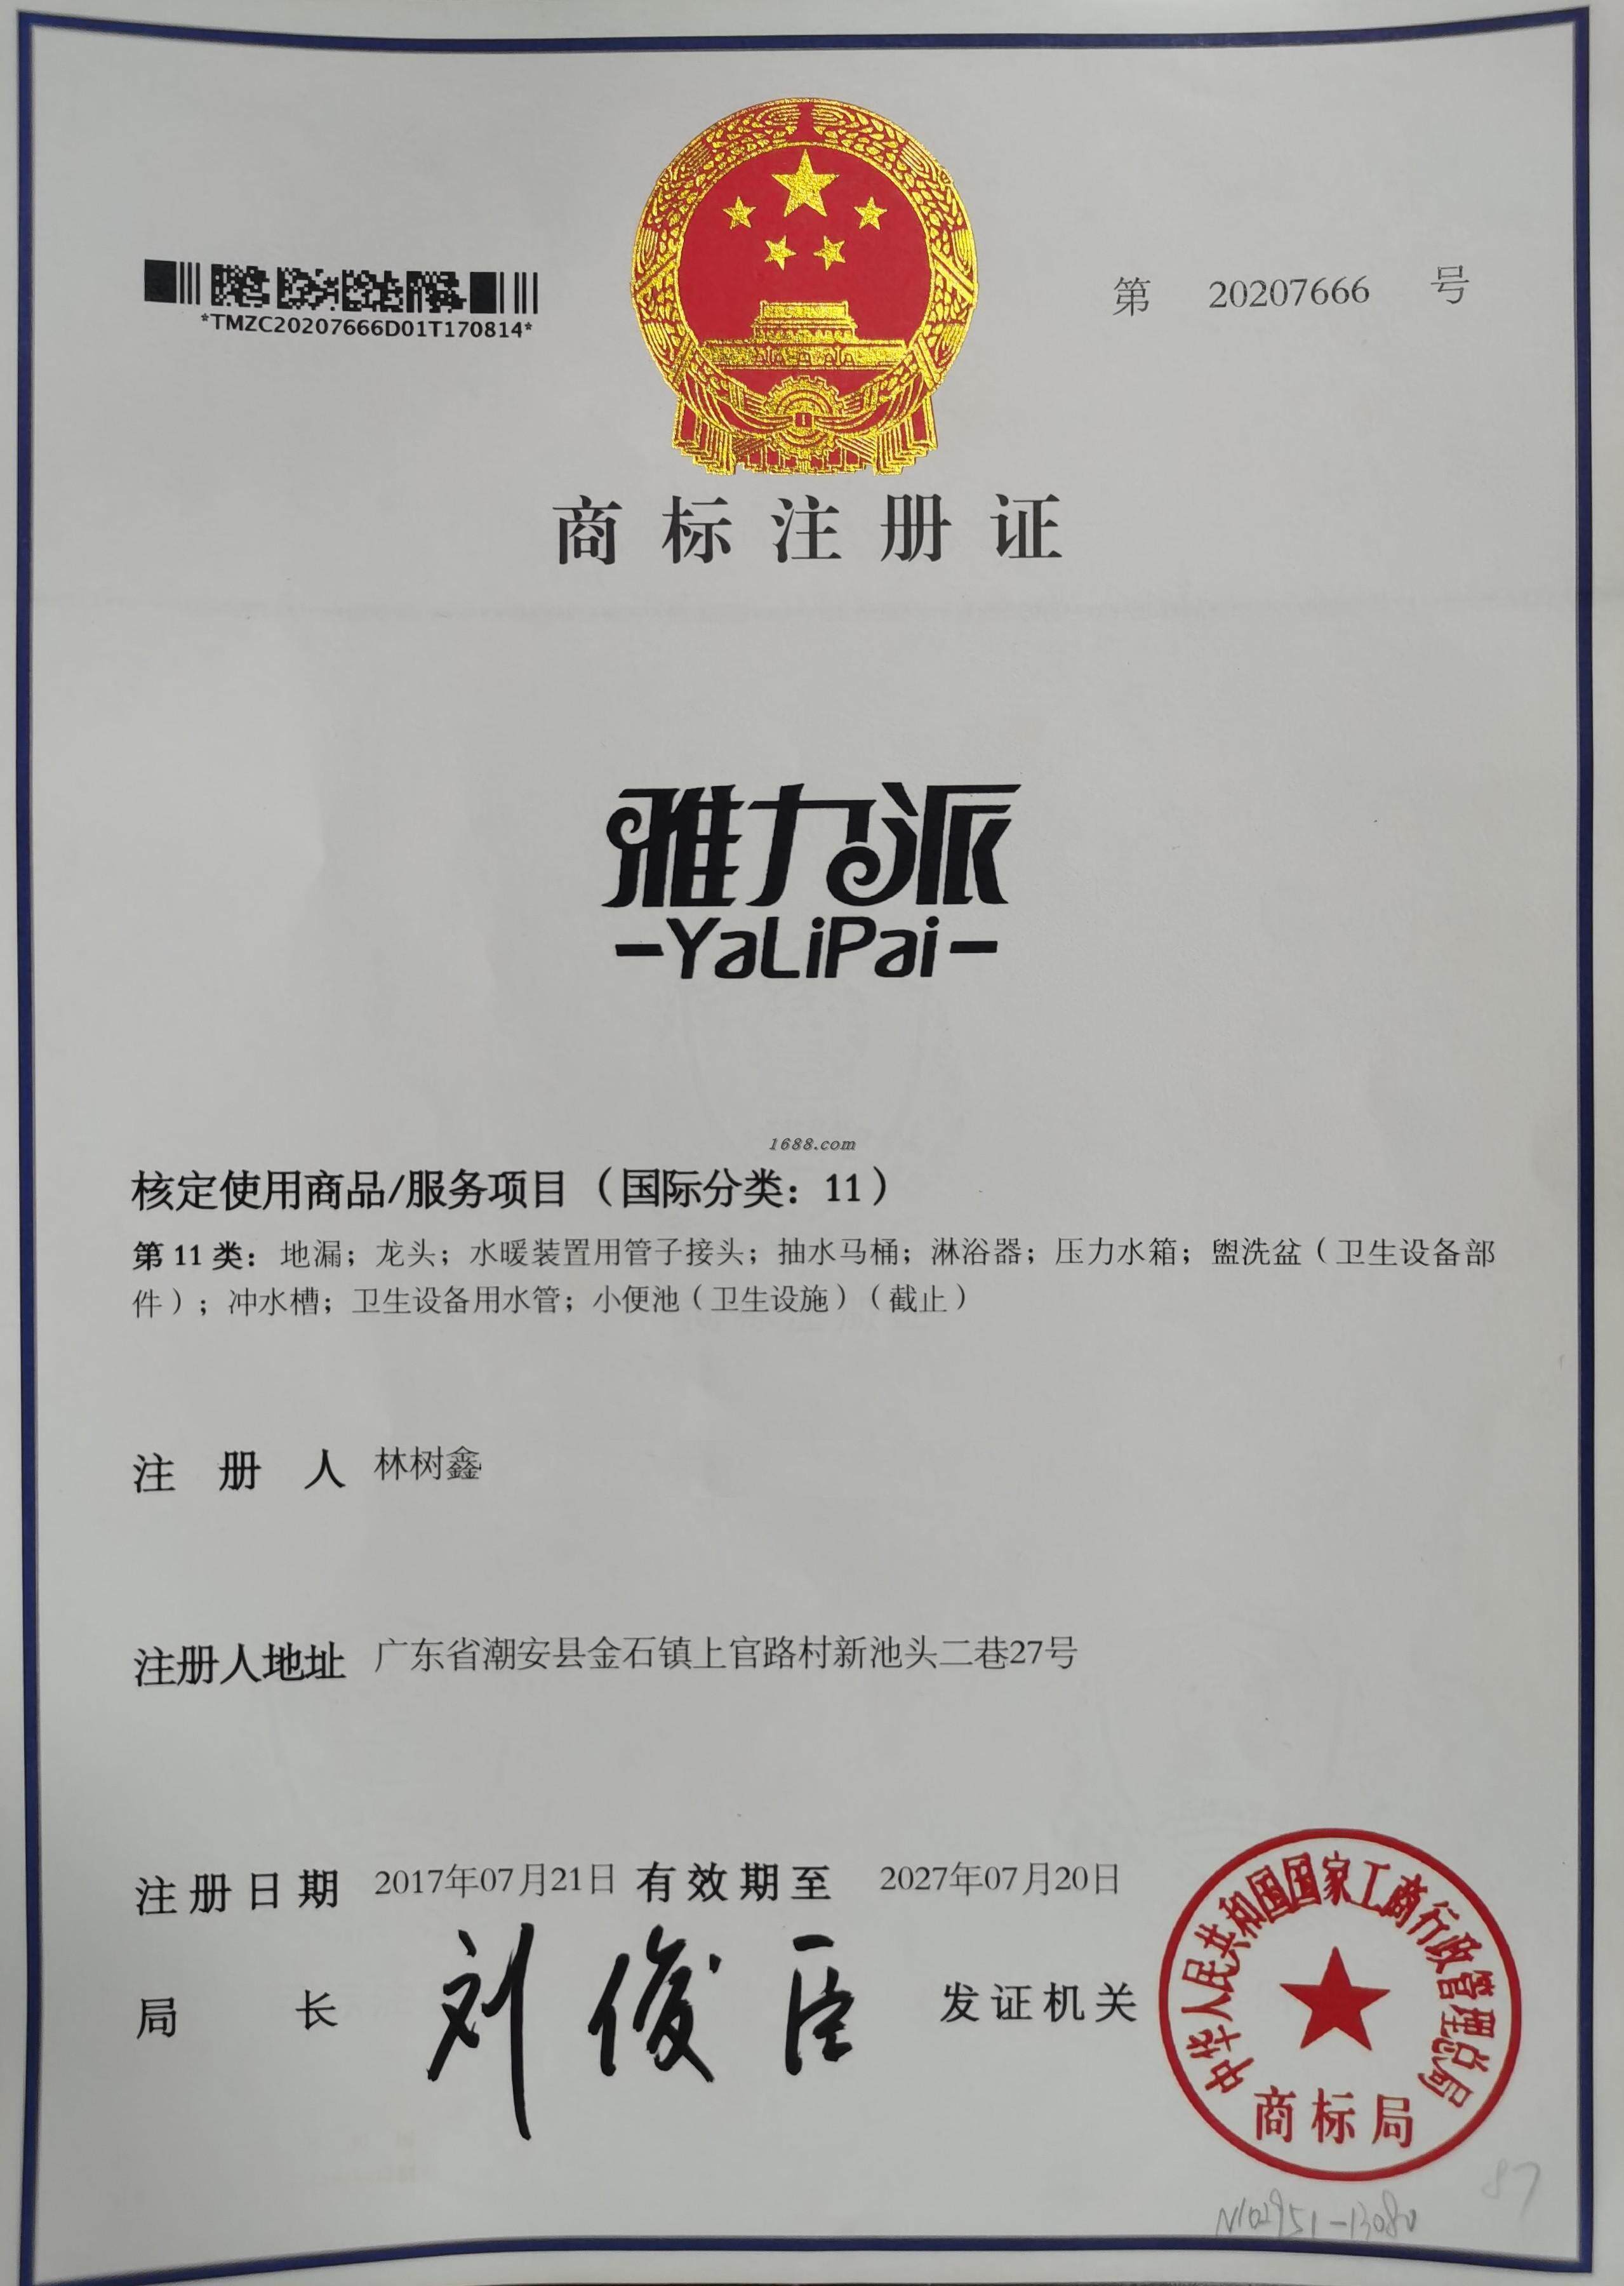 *TMZC20207666D01T170814*
第 20207666 号
商标注册证
雅力派
-YaLiPai-
1688.com
核定使用商品/服务项目（国际分类：11）
第 11 类：地漏；龙头；水暖装置用管子接头；抽水马桶；淋浴器；压力水箱；盥洗盆（卫生设备部
件）；冲水槽；卫生设备用水管；小便池（卫生设施）（截止）
注册人 林树鑫
注册人地址 广东省潮安县金石镇上官路村新池头二巷27号
注册日期 2017年07月21日 有效期至 2027年07月20日
局长 刘俊臣 发证机关
中华人民共和国国家工商行政管理总局
商标局
87